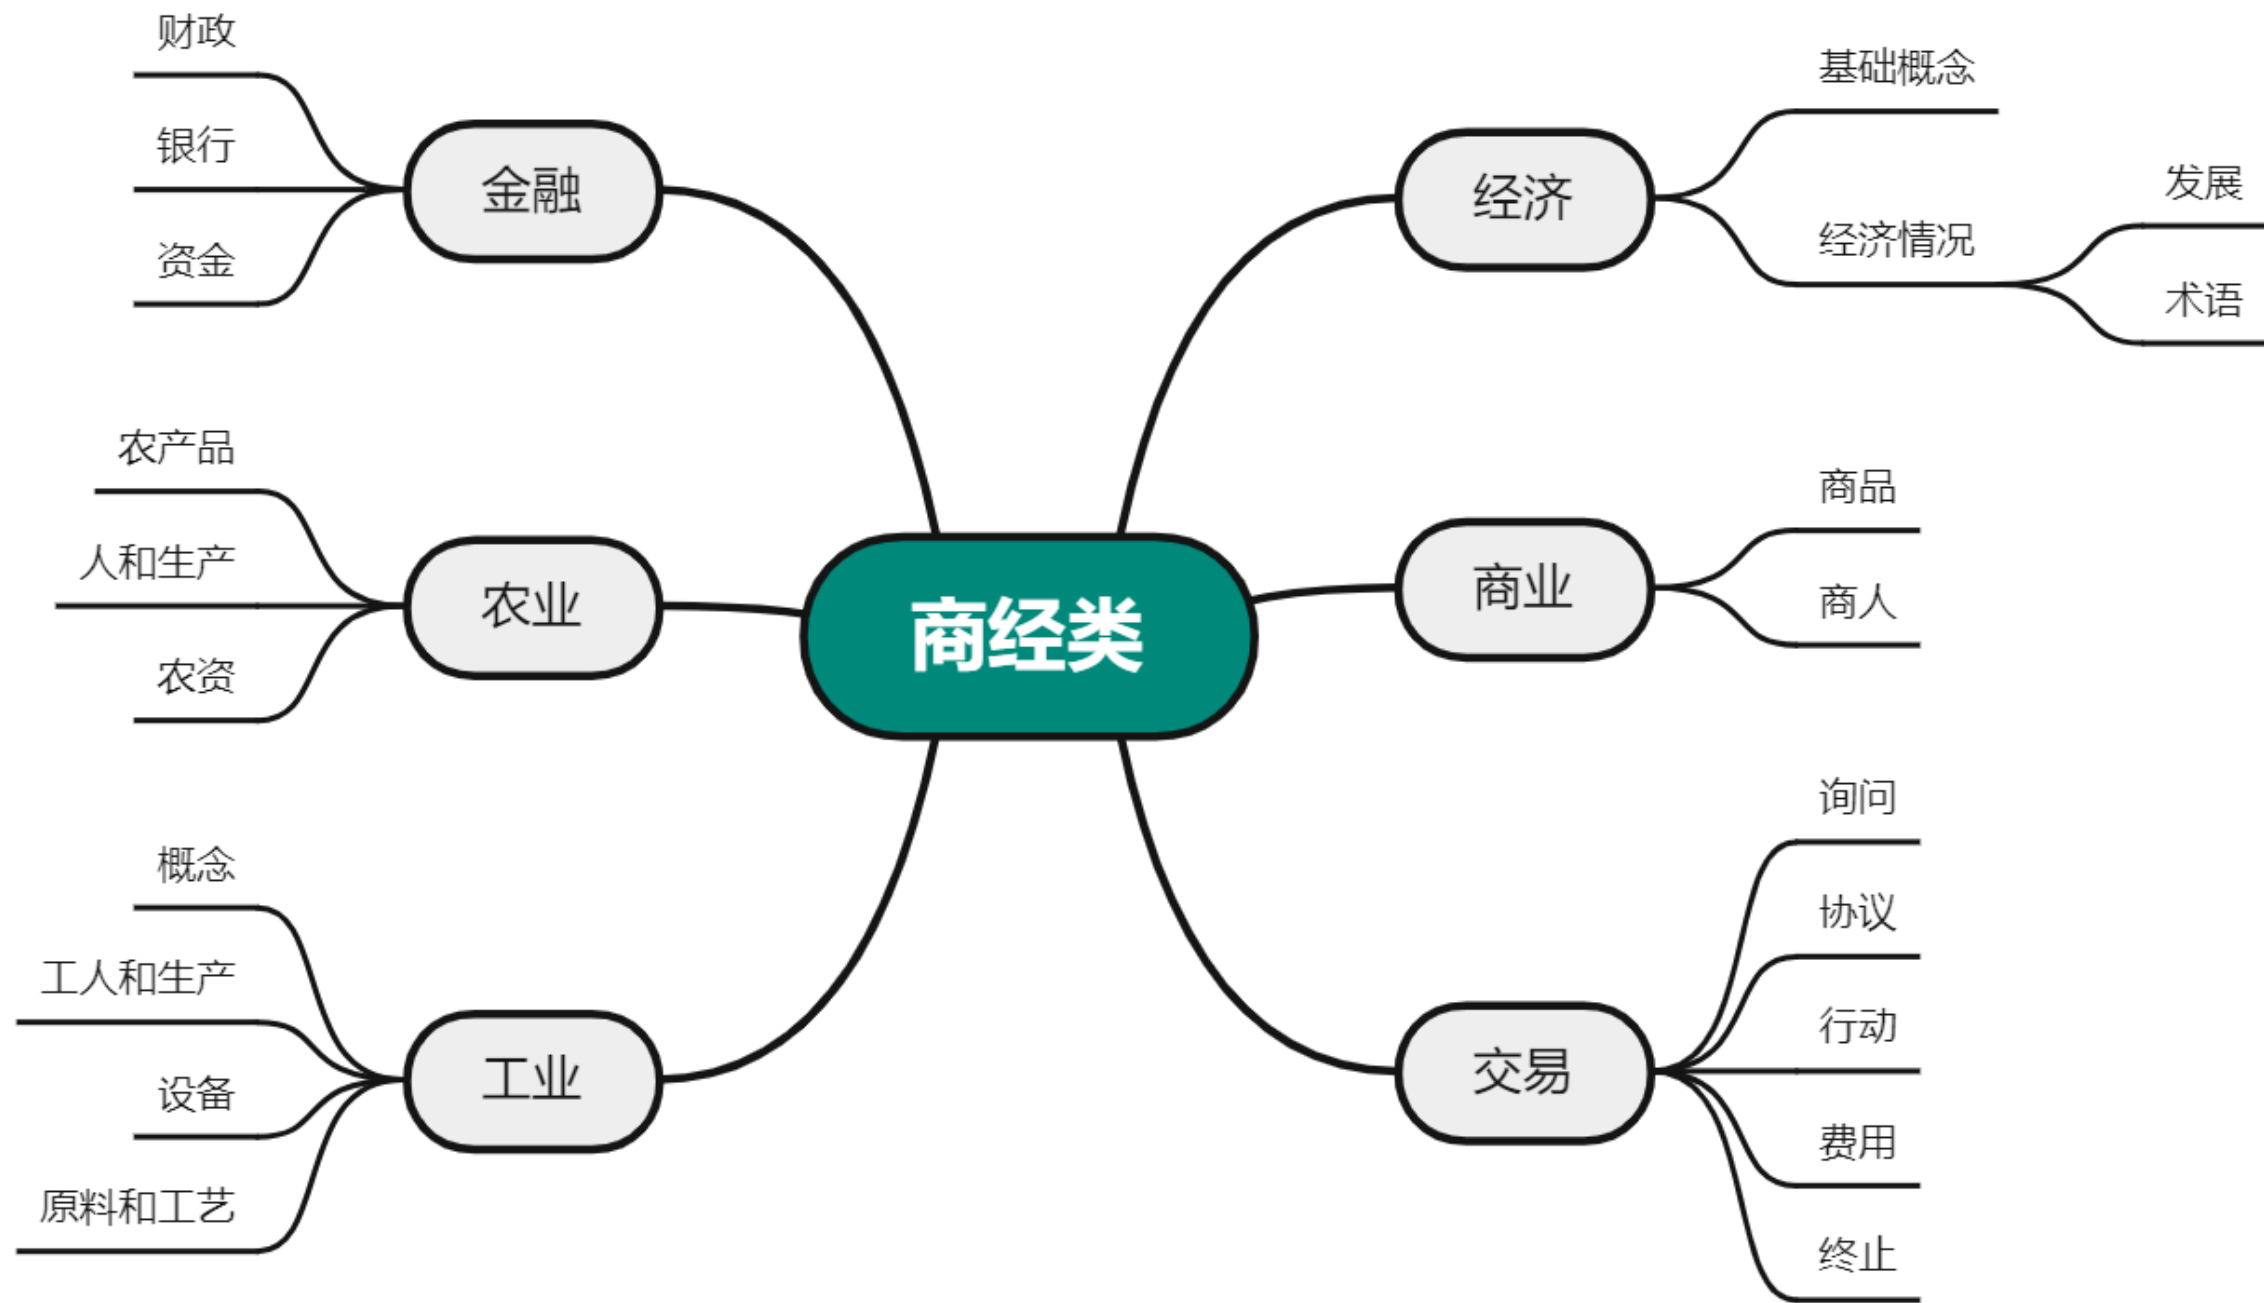 商经类
经济
基础概念
经济情况
发展
术语
商业
商品
商人
交易
询问
协议
行动
费用
终止
金融
财政
银行
资金
农业
农产品
人和生产
农资
工业
概念
工人和生产
设备
原料和工艺